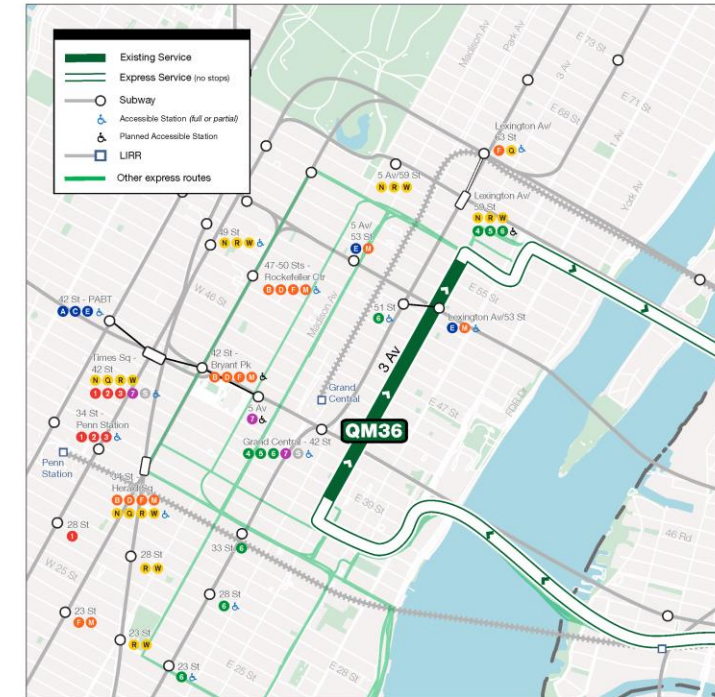 Existing Service
Express Service (no stops)
Subway
Accessible Station (full or partial)
Planned Accessible Station
LIRR
Other express routes
Madison Av
Park Av
3 Av
E 73 St
E 71 St
E 68 St
1 Av
York Av
Lexington Av/
63 St
F Q
5 Av/59 St
N R W
Lexington Av/
59 St
N R W
4 5 6
5 Av/
53 St
E M
49 St
N R W
47-50 Sts -
Rockefeller Ctr
B D F M
W 46 St
Madison Av
E 55 St
51 St
6
Lexington Av/53 St
E M
42 St - PABT
A C E
Times Sq -
42 St
N Q R W
1 2 3 7 S
42 St -
Bryant Pk
B D F M
5 Av
7
Grand
Central
3 Av
QM36
E 47 St
FDR Dr
Grand Central - 42 St
4 5 6 7 S
34 St -
Penn Station
1 2 3
Penn
Station
34 St -
Herald Sq
B D F M
N Q R W
E 39 St
46 Rd
28 St
1
28 St
R W
33 St 6
W 25 St
28 St
6
23 St
F M
23 St
R W
23 St
6
E 25 St
E 28 St